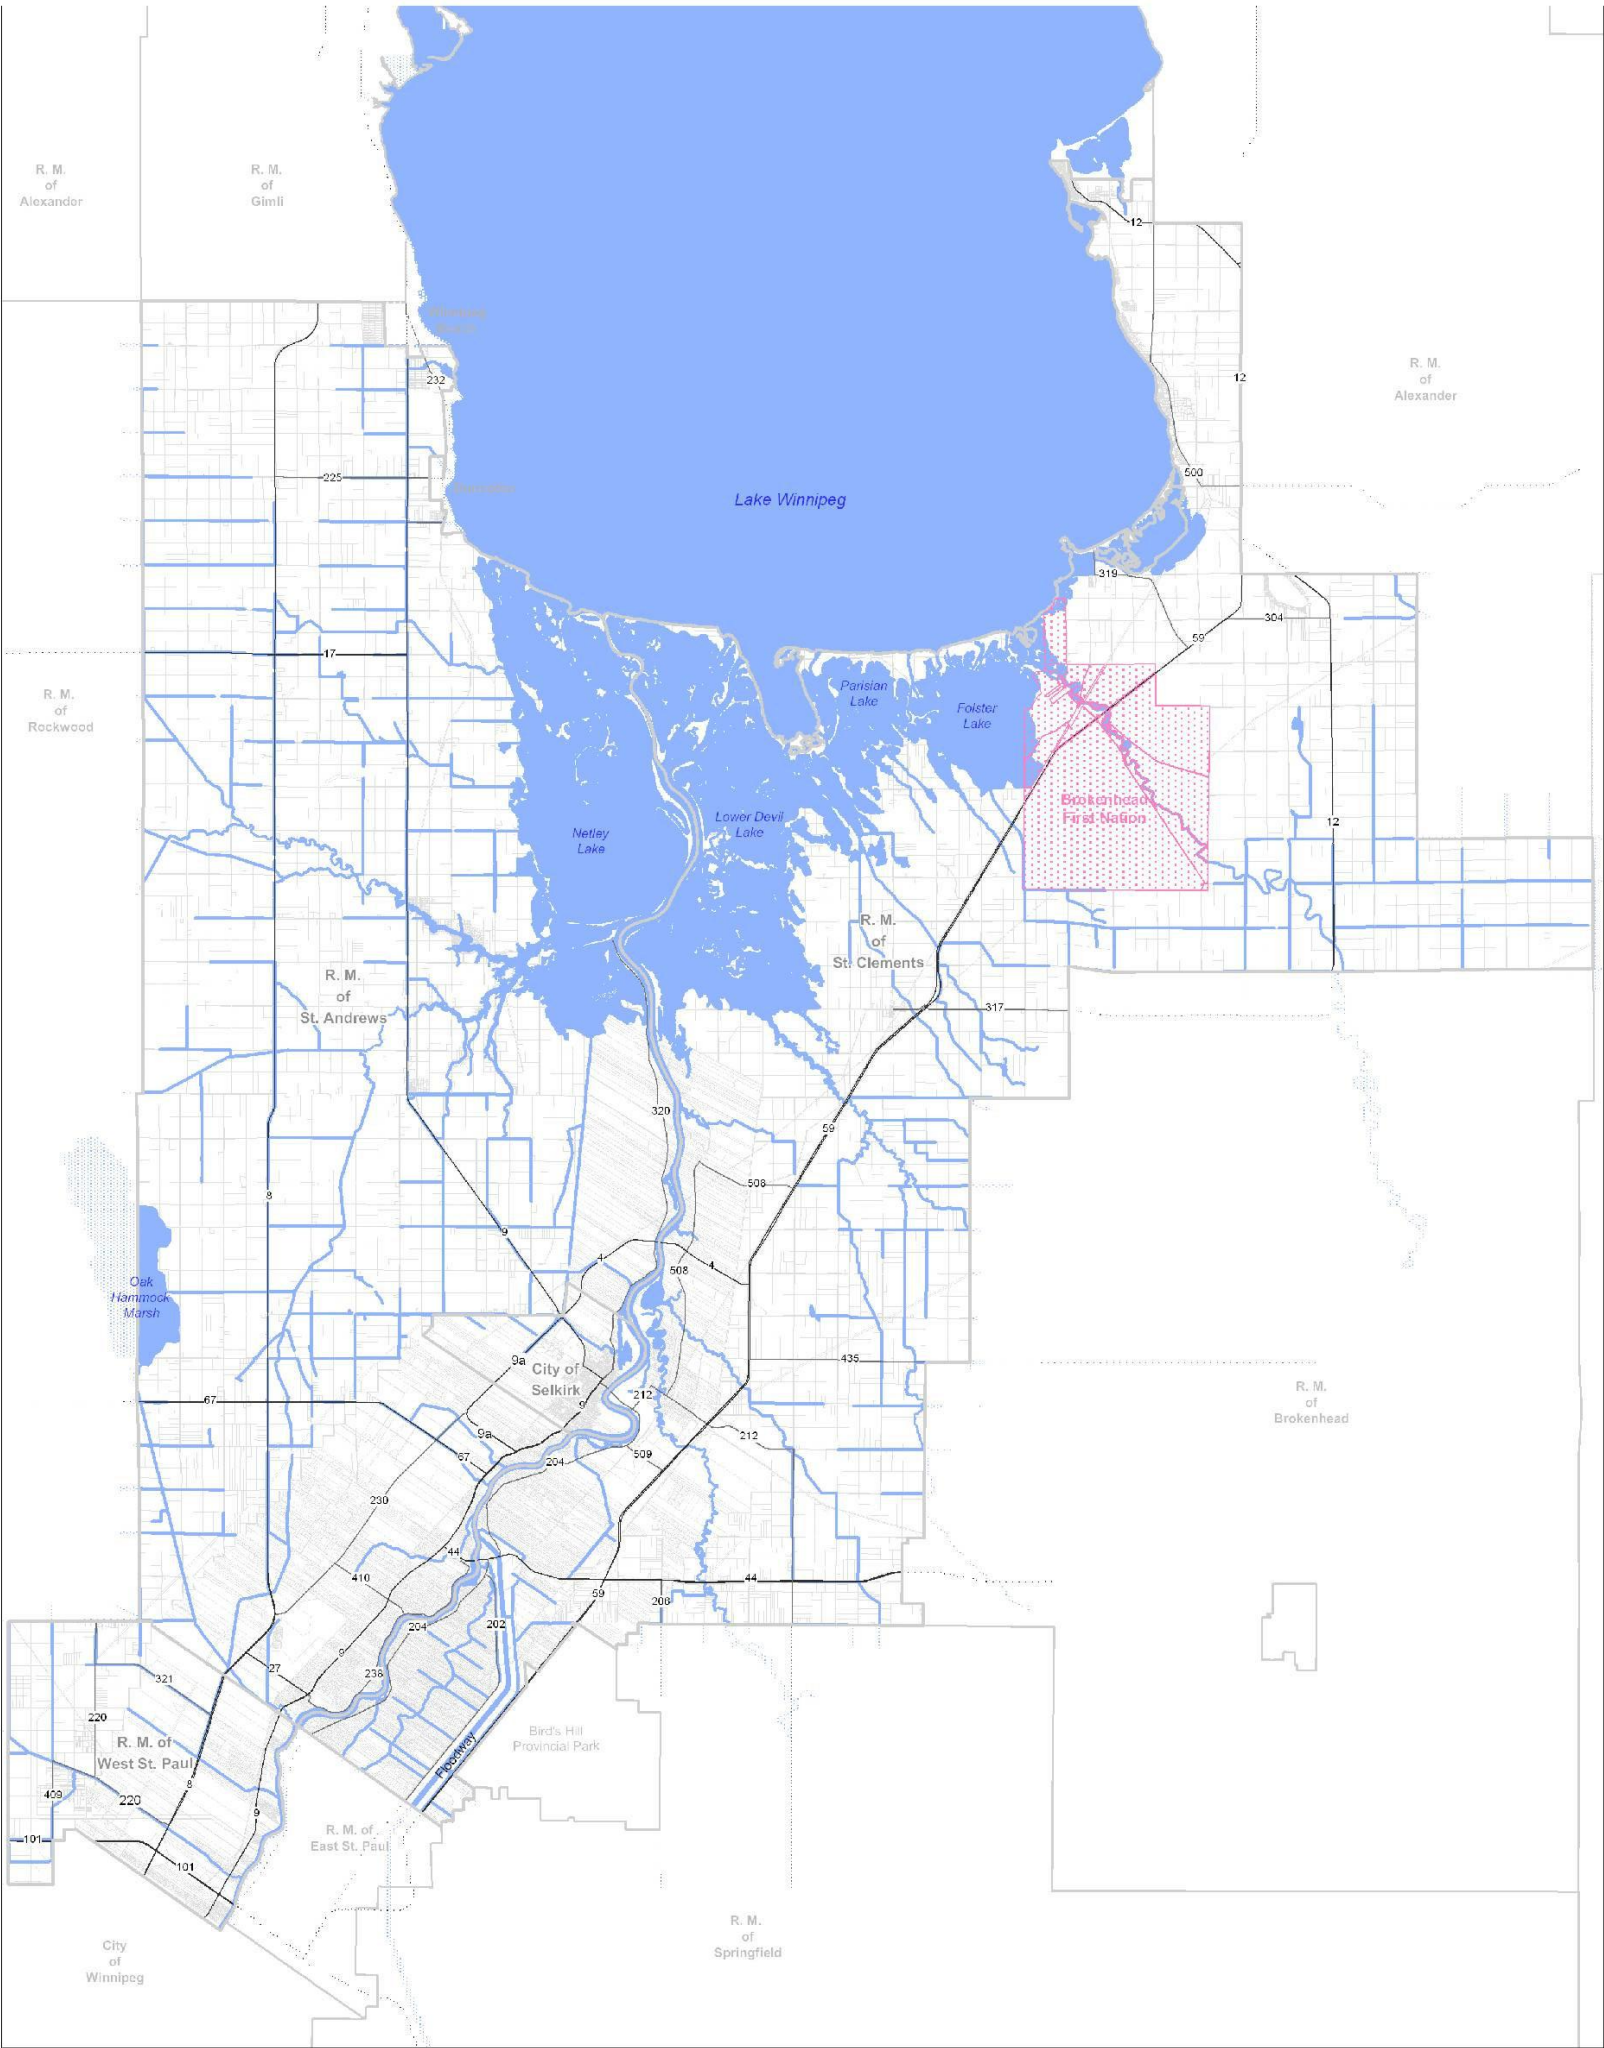 R. M.
of
Alexander
R. M.
of
Gimli
12
232
12
R. M.
of
Alexander
225
500
Lake Winnipeg
319
304
59
17
R. M.
of
Rockwood
Parisian
Lake
Folster
Lake
Brokenhead
First Nation
Netley
Lake
Lower Devil
Lake
12
R. M.
of
St. Clements
R. M.
of
St. Andrews
317
320
59
8
508
9
4
508
4
Oak
Hammock
Marsh
9a
City of
Selkirk
435
212
9
67
R. M.
of
Brokenhead
9a
67
204
509
212
230
44
410
59
44
206
204
202
9
27
238
321
220
R. M. of
West St. Paul
8
409
220
9
Bird's Hill
Provincial Park
Floodway
R. M. of
East St. Paul
101
101
R. M.
of
Springfield
City
of
Winnipeg